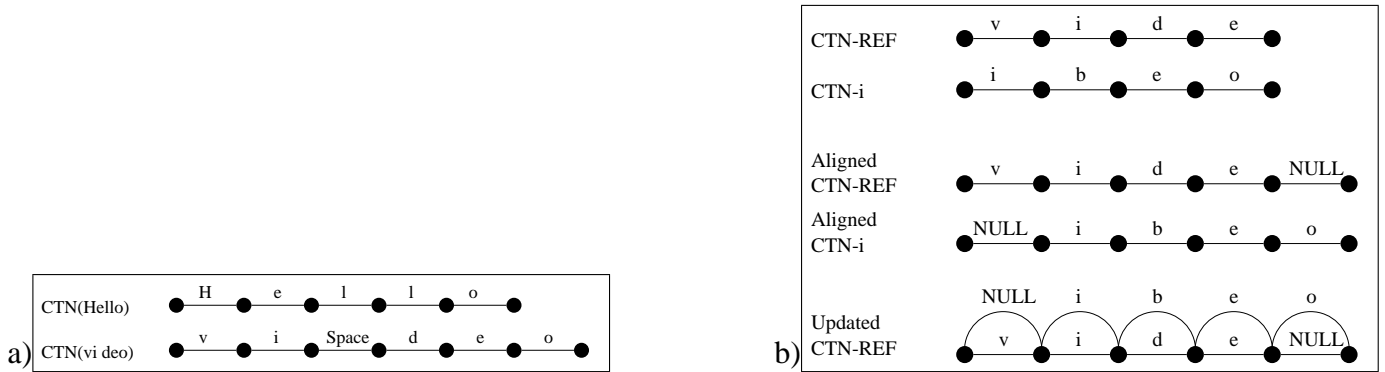 a)
H e l l o
CTN(Hello)
v i Space d e o
CTN(vi deo)
b)
v i d e
CTN-REF
i b e o
CTN-i
Aligned
v i d e NULL
CTN-REF
Aligned
NULL i b e o
CTN-i
NULL i b e o
Updated
v i d e NULL
CTN-REF